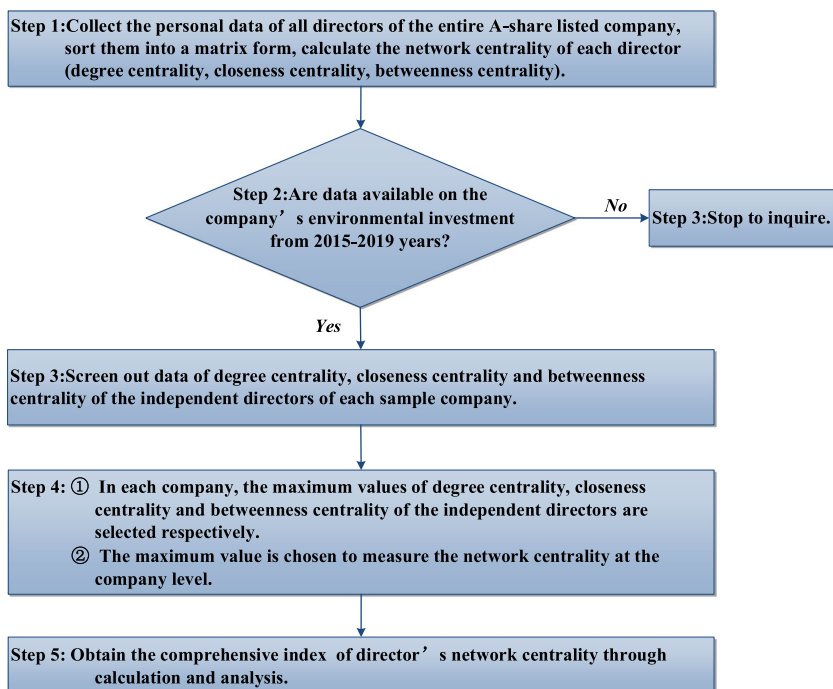 Step 1:Collect the personal data of all directors of the entire A-share listed company,
sort them into a matrix form, calculate the network centrality of each director
(degree centrality, closeness centrality, betweenness centrality).
Step 2:Are data available on the
company’s environmental investment
from 2015-2019 years?
No
Step 3:Stop to inquire.
Yes
Step 3:Screen out data of degree centrality, closeness centrality and betweenness
centrality of the independent directors of each sample company.
Step 4: ① In each company, the maximum values of degree centrality, closeness
centrality and betweenness centrality of the independent directors are
selected respectively.
② The maximum value is chosen to measure the network centrality at the
company level.
Step 5: Obtain the comprehensive index of director’s network centrality through
calculation and analysis.